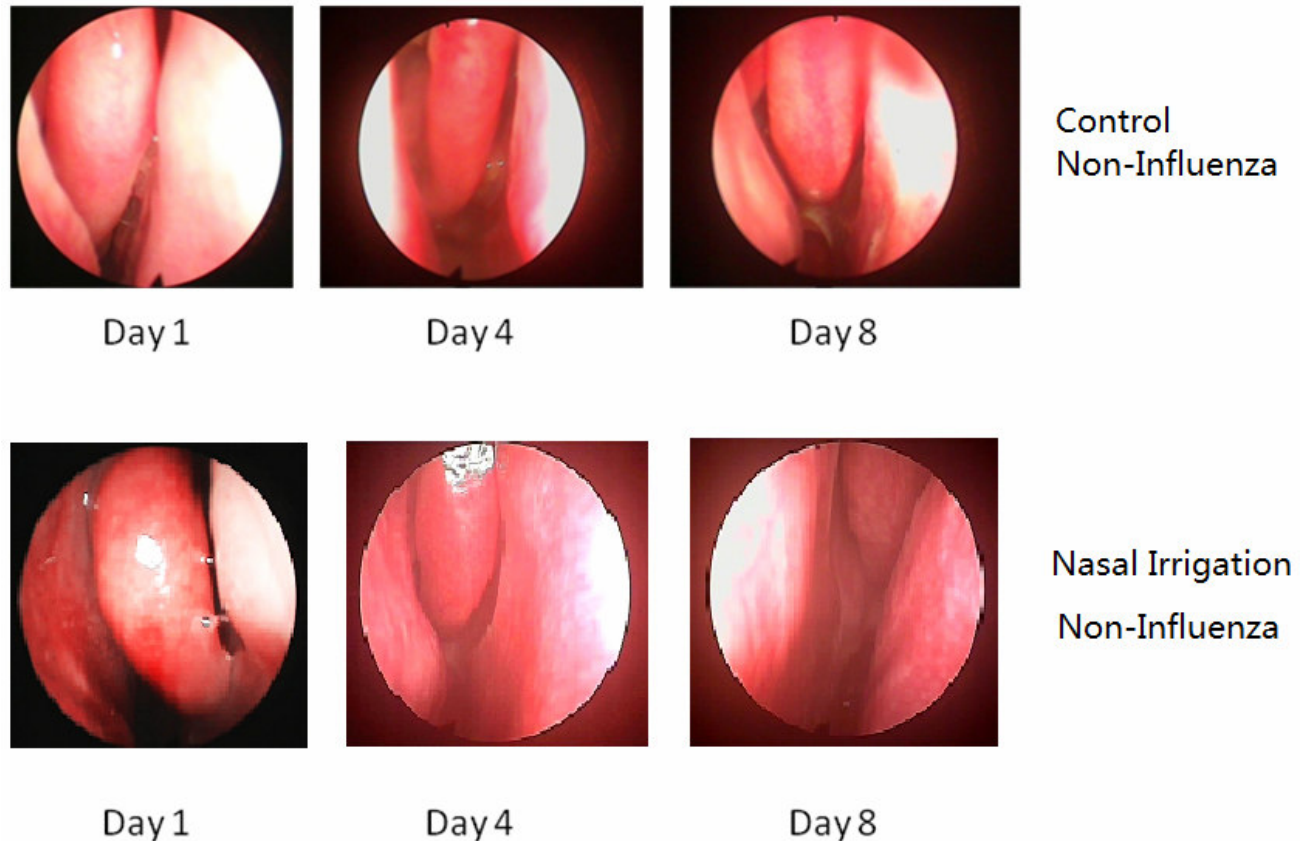 Control
Non-Influenza
Day 1
Day 4
Day 8
Nasal Irrigation
Non-Influenza
Day 1
Day 4
Day 8